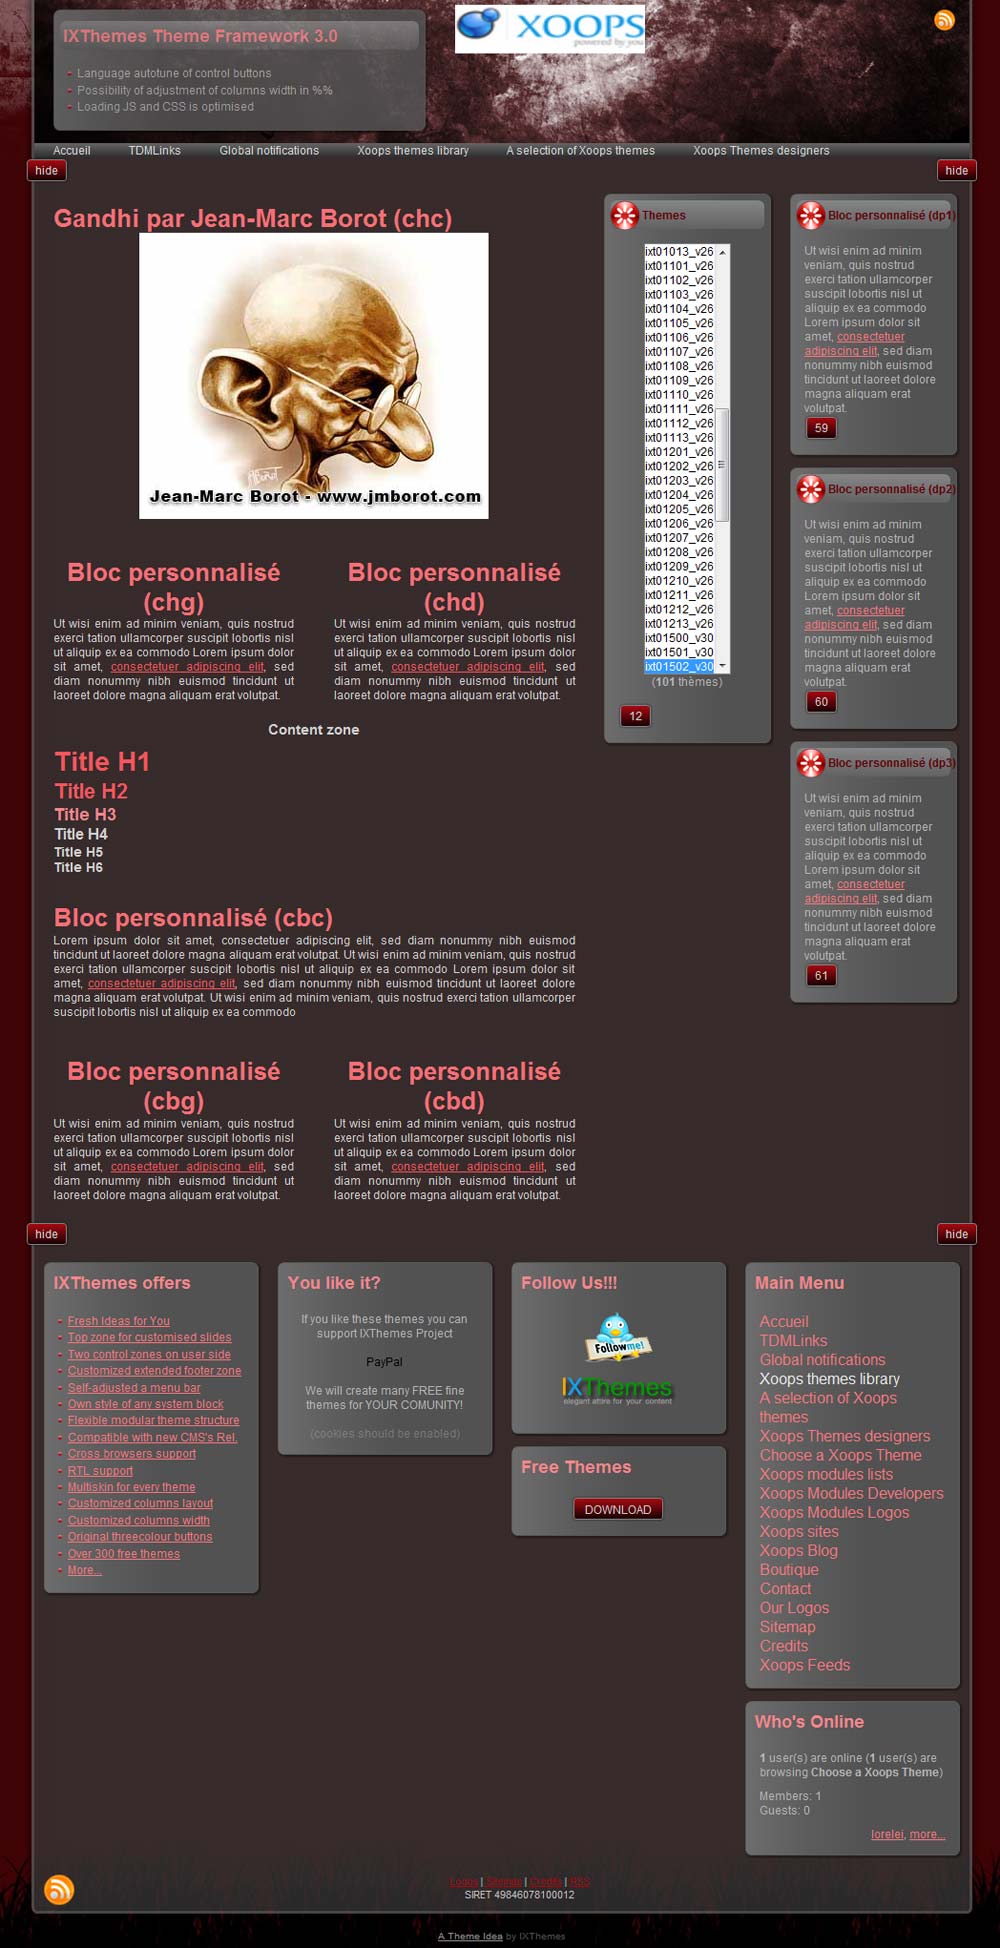 IXThemes Theme Framework 3.0
Language autotune of control buttons
Possibility of adjustment of columns width in %%
Loading JS and CSS is optimised
XOOPS
powered by you
Accueil TDMLinks Global notifications Xoops themes library A selection of Xoops themes Xoops Themes designers
hide
hide
Gandhi par Jean-Marc Borot (chc)
Jean-Marc Borot - www.jmborot.com
Bloc personnalisé
(chg)
Ut wisi enim ad minim veniam, quis nostrud
exerci tation ullamcorper suscipit lobortis nisl
ut aliquip ex ea commodo Lorem ipsum dolor
sit amet, consectetuer adipiscing elit, sed
diam nonummy nibh euismod tincidunt ut
laoreet dolore magna aliquam erat volutpat.
Bloc personnalisé
(chd)
Ut wisi enim ad minim veniam, quis nostrud
exerci tation ullamcorper suscipit lobortis nisl
ut aliquip ex ea commodo Lorem ipsum dolor
sit amet, consectetuer adipiscing elit, sed
diam nonummy nibh euismod tincidunt ut
laoreet dolore magna aliquam erat volutpat.
Content zone
Title H1
Title H2
Title H3
Title H4
Title H5
Title H6
Bloc personnalisé (cbc)
Lorem ipsum dolor sit amet, consectetuer adipiscing elit, sed diam nonummy nibh euismod
tincidunt ut laoreet dolore magna aliquam erat volutpat. Ut wisi enim ad minim veniam, quis nostrud
exerci tation ullamcorper suscipit lobortis nisl ut aliquip ex ea commodo Lorem ipsum dolor sit
amet, consectetuer adipiscing elit, sed diam nonummy nibh euismod tincidunt ut laoreet dolore
magna aliquam erat volutpat. Ut wisi enim ad minim veniam, quis nostrud exerci tation ullamcorper
suscipit lobortis nisl ut aliquip ex ea commodo
Bloc personnalisé
(cbg)
Ut wisi enim ad minim veniam, quis nostrud
exerci tation ullamcorper suscipit lobortis nisl
ut aliquip ex ea commodo Lorem ipsum dolor
sit amet, consectetuer adipiscing elit, sed
diam nonummy nibh euismod tincidunt ut
laoreet dolore magna aliquam erat volutpat.
Bloc personnalisé
(cbd)
Ut wisi enim ad minim veniam, quis nostrud
exerci tation ullamcorper suscipit lobortis nisl
ut aliquip ex ea commodo Lorem ipsum dolor
sit amet, consectetuer adipiscing elit, sed
diam nonummy nibh euismod tincidunt ut
laoreet dolore magna aliquam erat volutpat.
Themes
ixt01013_v26
ixt01101_v26
ixt01102_v26
ixt01103_v26
ixt01104_v26
ixt01105_v26
ixt01106_v26
ixt01107_v26
ixt01108_v26
ixt01109_v26
ixt01110_v26
ixt01111_v26
ixt01112_v26
ixt01113_v26
ixt01201_v26
ixt01202_v26
ixt01203_v26
ixt01204_v26
ixt01205_v26
ixt01206_v26
ixt01207_v26
ixt01208_v26
ixt01209_v26
ixt01210_v26
ixt01211_v26
ixt01212_v26
ixt01213_v26
ixt01500_v30
ixt01501_v30
ixt01502_v30
(101 thèmes)
12
Bloc personnalisé (dp1)
Ut wisi enim ad minim
veniam, quis nostrud
exerci tation ullamcorper
suscipit lobortis nisl ut
aliquip ex ea commodo
Lorem ipsum dolor sit
amet, consectetuer
adipiscing elit, sed diam
nonummy nibh euismod
tincidunt ut laoreet dolore
magna aliquam erat
volutpat.
59
Bloc personnalisé (dp2)
Ut wisi enim ad minim
veniam, quis nostrud
exerci tation ullamcorper
suscipit lobortis nisl ut
aliquip ex ea commodo
Lorem ipsum dolor sit
amet, consectetuer
adipiscing elit, sed diam
nonummy nibh euismod
tincidunt ut laoreet dolore
magna aliquam erat
volutpat.
60
Bloc personnalisé (dp3)
Ut wisi enim ad minim
veniam, quis nostrud
exerci tation ullamcorper
suscipit lobortis nisl ut
aliquip ex ea commodo
Lorem ipsum dolor sit
amet, consectetuer
adipiscing elit, sed diam
nonummy nibh euismod
tincidunt ut laoreet dolore
magna aliquam erat
volutpat.
61
hide
hide
IXThemes offers
Fresh Ideas for You
Top zone for customised slides
Two control zones on user side
Customized extended footer zone
Self-adjusted a menu bar
Own style of any system block
Flexible modular theme structure
Compatible with new CMS's Rel.
Cross browsers support
RTL support
Multiskin for every theme
Customized columns layout
Customized columns width
Original threecolour buttons
Over 300 free themes
More...
You like it?
If you like these themes you can
support IXThemes Project
PayPal
We will create many FREE fine
themes for YOUR COMUNITY!
(cookies should be enabled)
Follow Us!!!
Follow me!
IXThemes
elegant attire for your content
Free Themes
DOWNLOAD
Main Menu
Accueil
TDMLinks
Global notifications
Xoops themes library
A selection of Xoops
themes
Xoops Themes designers
Choose a Xoops Theme
Xoops modules lists
Xoops Modules Developers
Xoops Modules Logos
Xoops sites
Xoops Blog
Boutique
Contact
Our Logos
Sitemap
Credits
Xoops Feeds
Who's Online
1 user(s) are online (1 user(s) are
browsing Choose a Xoops Theme)
Members: 1
Guests: 0
lorelei, more...
Logos | Sitemap | Credits | RSS
SIRET 49846078100012
A Theme Idea by IXThemes